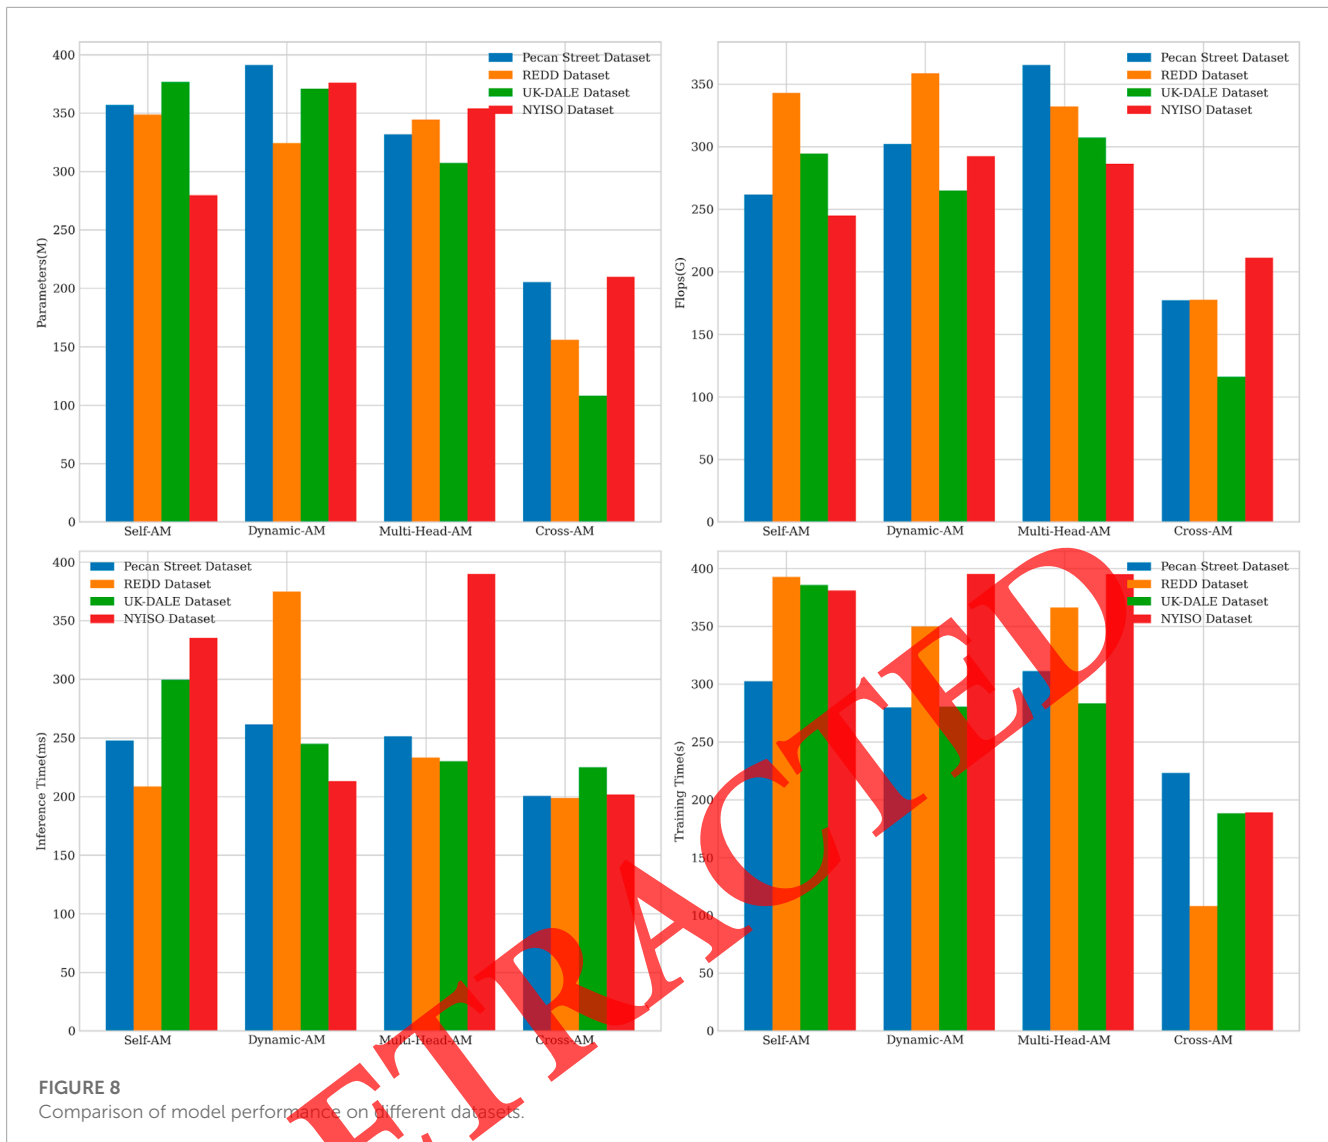 Pecan Street Dataset
REDD Dataset
UK-DALE Dataset
NYISO Dataset
400
350
300
250
200
150
100
50
0
Parameters(M)
Self-AM
Dynamic-AM
Multi-Head-AM
Cross-AM
Pecan Street Dataset
REDD Dataset
UK-DALE Dataset
NYISO Dataset
350
300
250
200
150
100
50
0
Flops(G)
Self-AM
Dynamic-AM
Multi-Head-AM
Cross-AM
Pecan Street Dataset
REDD Dataset
UK-DALE Dataset
NYISO Dataset
400
350
300
250
200
150
100
50
0
Inference Time(ms)
Self-AM
Dynamic-AM
Multi-Head-AM
Cross-AM
Pecan Street Dataset
REDD Dataset
UK-DALE Dataset
NYISO Dataset
400
350
300
250
200
150
100
50
0
Training Time(s)
Self-AM
Dynamic-AM
Multi-Head-AM
Cross-AM
ETRACTED
FIGURE 8
Comparison of model performance on different datasets.